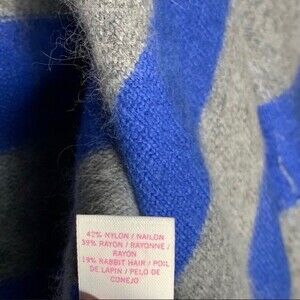 42% NYLON / NAILON
39% RAYON / RAYONNE /
RAYON
19% RABBIT HAIR / POIL
DE LAPIN / PELO DE
CONEJO